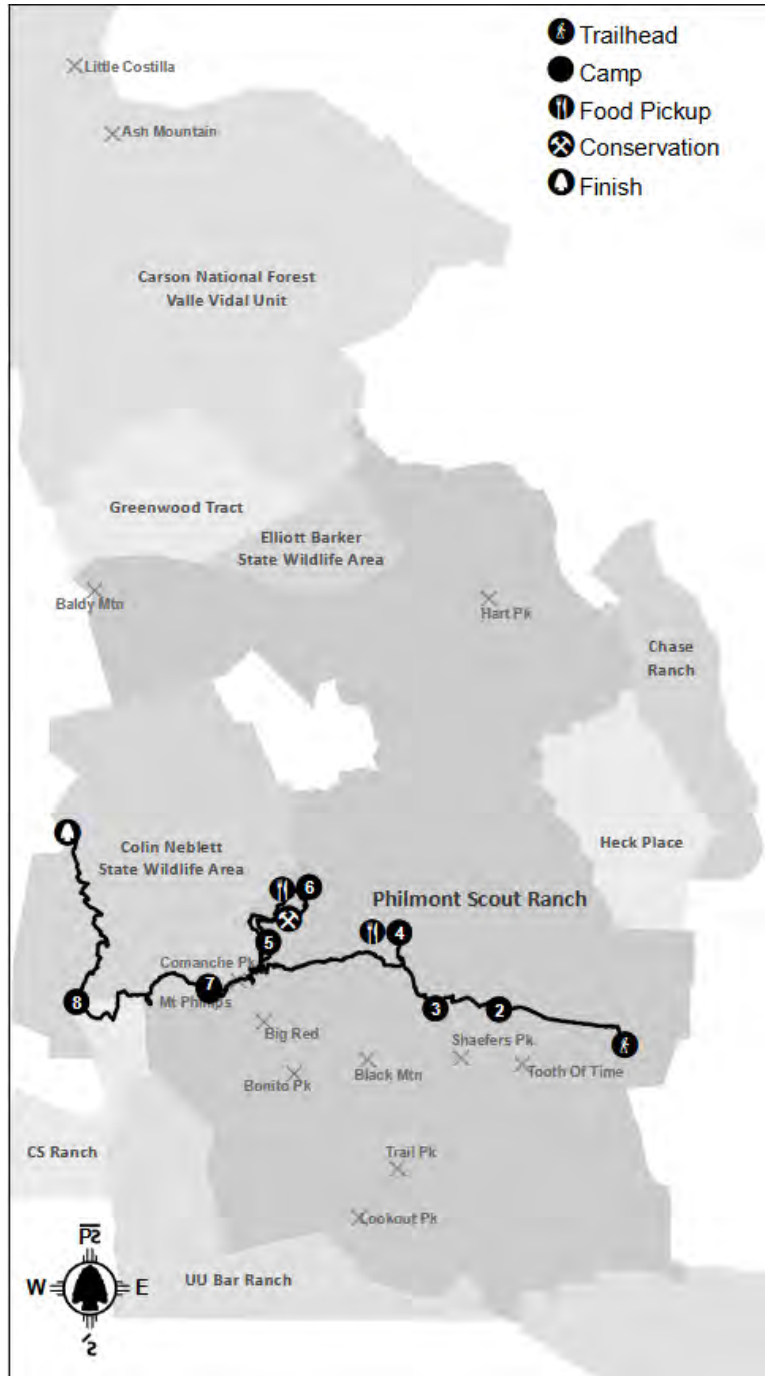 Trailhead
Camp
Food Pickup
Conservation
Finish
Little Costilla
Ash Mountain
Carson National Forest
Valle Vidal Unit
Greenwood Tract
Elliott Barker
State Wildlife Area
Baldy Mtn
Hart Pk
Chase
Ranch
Colin Neblett
State Wildlife Area
Heck Place
Philmont Scout Ranch
6
4
5
Comanche Pk
7
8
Mt Phillips
3
2
Big Red
Shaefers Pk
Black Mtn
Tooth Of Time
Bonito Pk
CS Ranch
Trail Pk
Lookout Pk
W
E
UU Bar Ranch